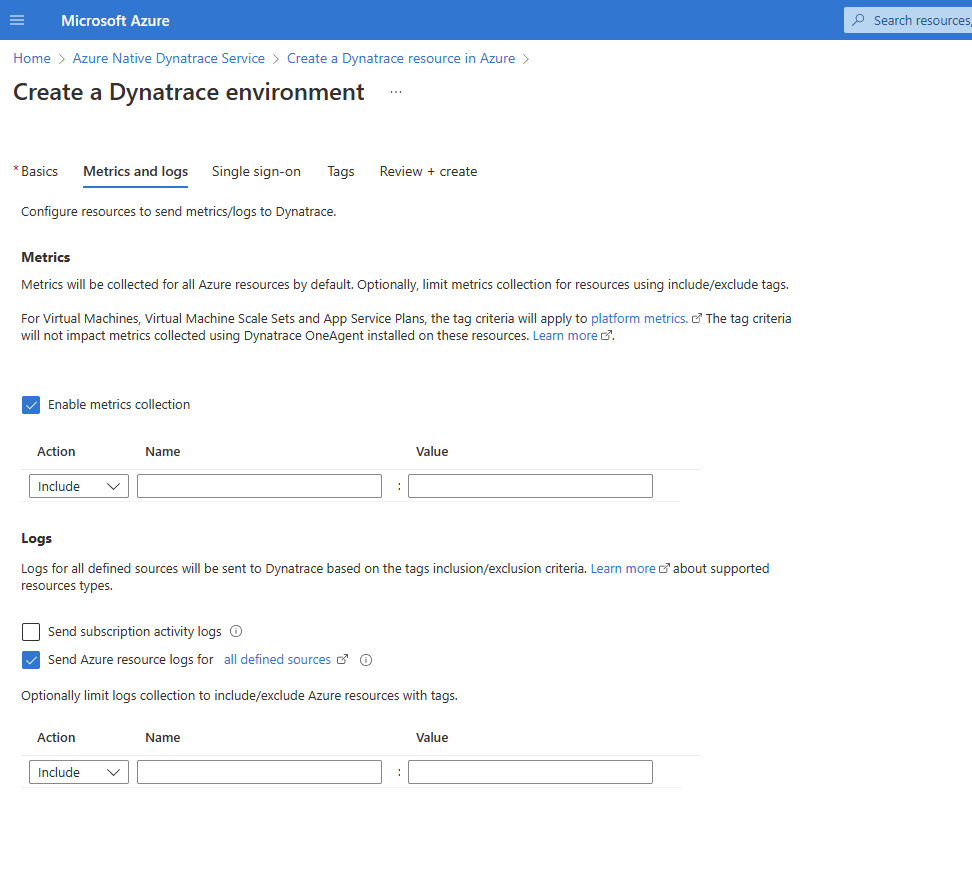 Microsoft Azure
Search resources,
Home > Azure Native Dynatrace Service > Create a Dynatrace resource in Azure >
Create a Dynatrace environment ...
* Basics Metrics and logs Single sign-on Tags Review + create
Configure resources to send metrics/logs to Dynatrace.
Metrics
Metrics will be collected for all Azure resources by default. Optionally, limit metrics collection for resources using include/exclude tags.
For Virtual Machines, Virtual Machine Scale Sets and App Service Plans, the tag criteria will apply to platform metrics. The tag criteria
will not impact metrics collected using Dynatrace OneAgent installed on these resources. Learn more.
Enable metrics collection
Action Name Value
Include :
Logs
Logs for all defined sources will be sent to Dynatrace based on the tags inclusion/exclusion criteria. Learn more about supported
resources types.
Send subscription activity logs
Send Azure resource logs for all defined sources
Optionally limit logs collection to include/exclude Azure resources with tags.
Action Name Value
Include :